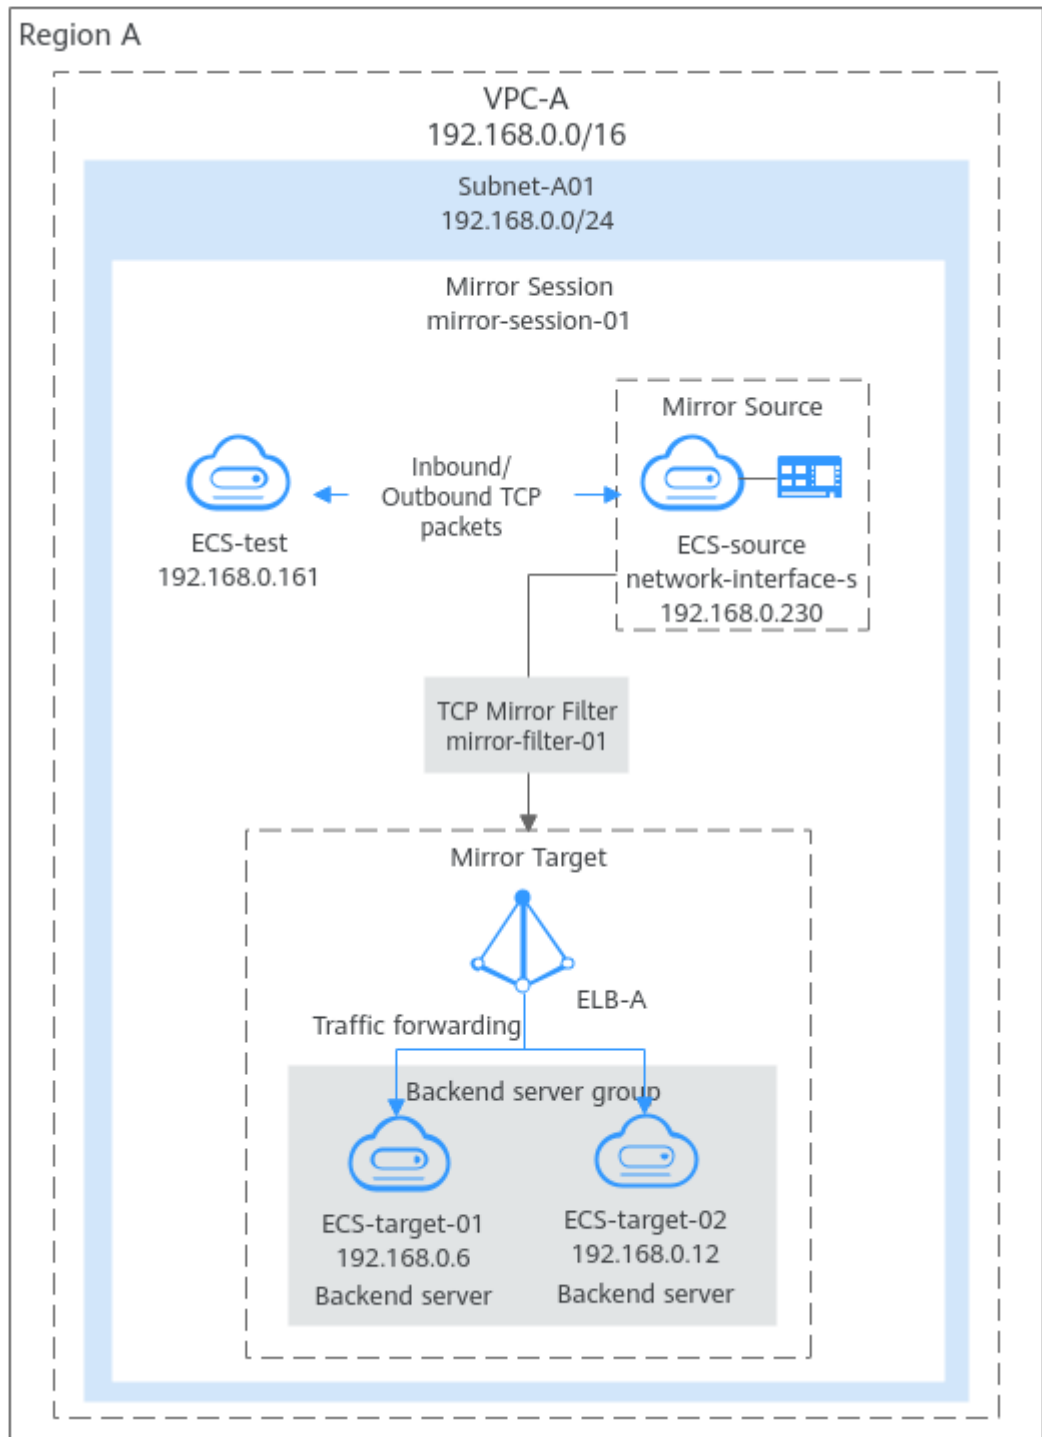 Region A
VPC-A
192.168.0.0/16
Subnet-A01
192.168.0.0/24
Mirror Session
mirror-session-01
Mirror Source
Inbound/
Outbound TCP
packets
ECS-test
192.168.0.161
ECS-source
network-interface-s
192.168.0.230
TCP Mirror Filter
mirror-filter-01
Mirror Target
ELB-A
Traffic forwarding
Backend server group
ECS-target-01
192.168.0.6
Backend server
ECS-target-02
192.168.0.12
Backend server